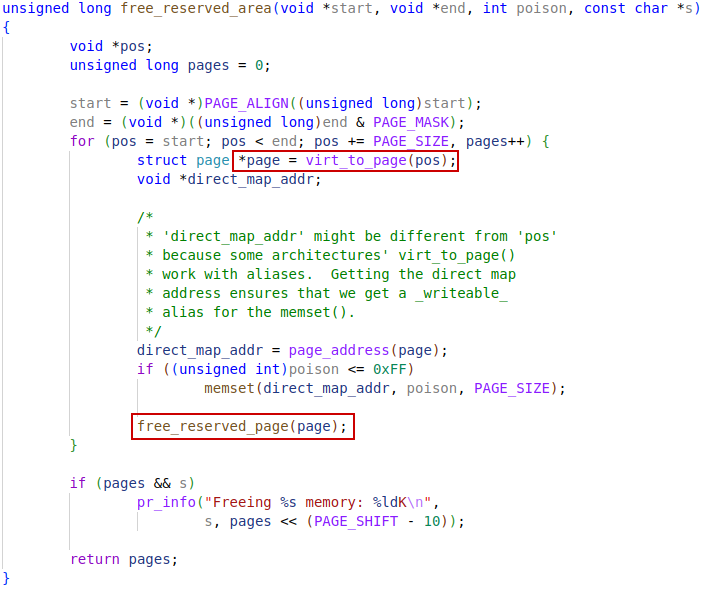 unsigned long free_reserved_area(void *start, void *end, int poison, const char *s)
{
void *pos;
unsigned long pages = 0;
start = (void *)PAGE_ALIGN((unsigned long)start);
end = (void *)((unsigned long)end & PAGE_MASK);
for (pos = start; pos < end; pos += PAGE_SIZE, pages++) {
struct page *page = virt_to_page(pos);
void *direct_map_addr;
/*
* 'direct_map_addr' might be different from 'pos'
* because some architectures' virt_to_page()
* work with aliases.  Getting the direct map
* address ensures that we get a _writeable_
* alias for the memset().
*/
direct_map_addr = page_address(page);
if ((unsigned int)poison <= 0xFF)
memset(direct_map_addr, poison, PAGE_SIZE);
free_reserved_page(page);
}
if (pages && s)
pr_info("Freeing %s memory: %ldK\n",
s, pages << (PAGE_SHIFT - 10));
return pages;
}